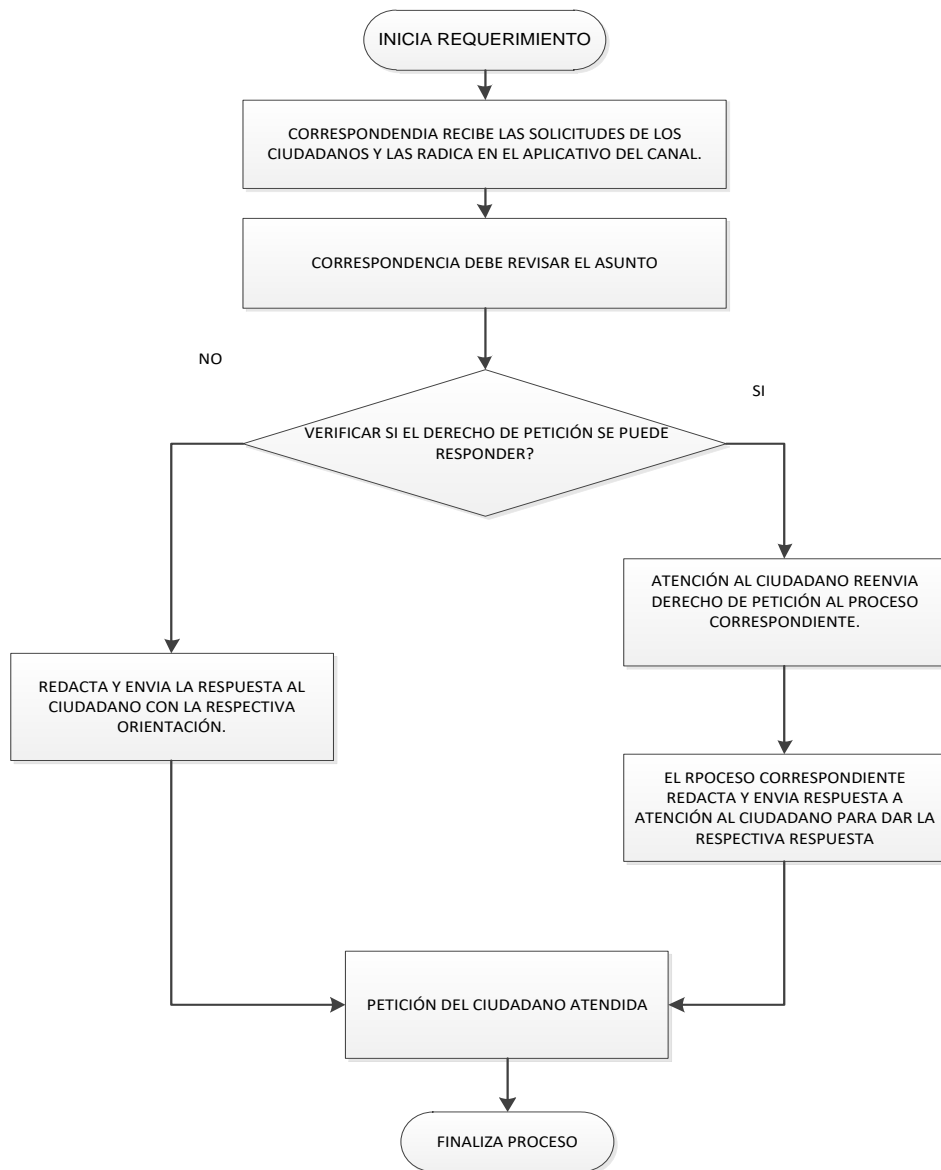 INICIA REQUERIMIENTO
CORRESPONDENDIA RECIBE LAS SOLICITUDES DE LOS
CIUDADANOS Y LAS RADICA EN EL APLICATIVO DEL CANAL.
CORRESPONDENCIA DEBE REVISAR EL ASUNTO
NO
SI
VERIFICAR SI EL DERECHO DE PETICIÓN SE PUEDE
RESPONDER?
ATENCIÓN AL CIUDADANO REENVIA
DERECHO DE PETICIÓN AL PROCESO
CORRESPONDIENTE.
REDACTA Y ENVIA LA RESPUESTA AL
CIUDADANO CON LA RESPECTIVA
ORIENTACIÓN.
EL RPOCESO CORRESPONDIENTE
REDACTA Y ENVIA RESPUESTA A
ATENCIÓN AL CIUDADANO PARA DAR LA
RESPECTIVA RESPUESTA
PETICIÓN DEL CIUDADANO ATENDIDA
FINALIZA PROCESO